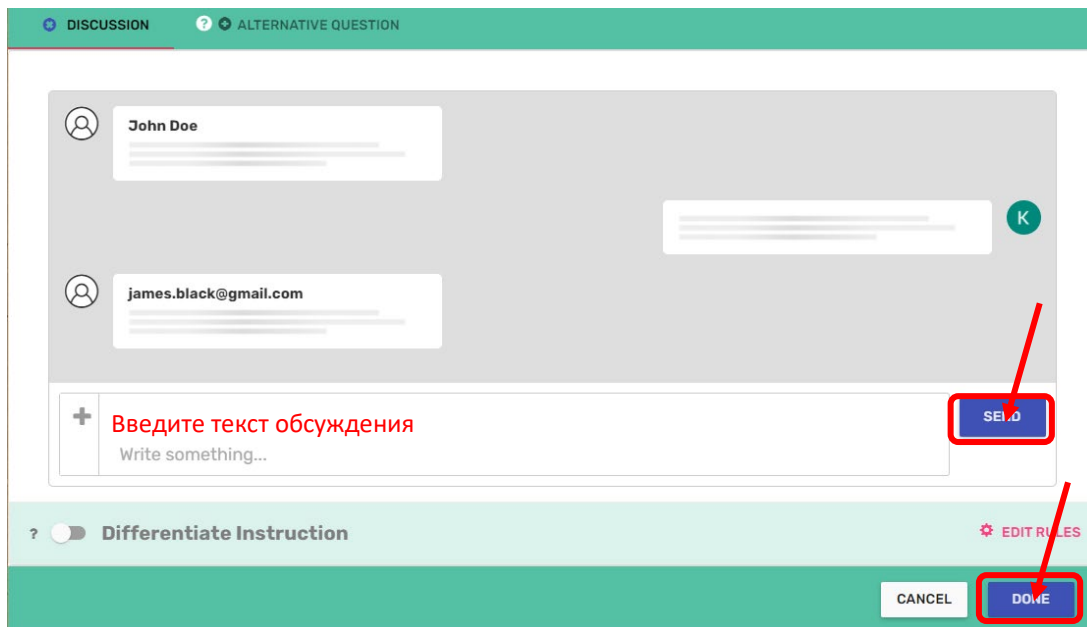 DISCUSSION
? ALTERNATIVE QUESTION
John Doe
K
james.black@gmail.com
Введите текст обсуждения
SEND
Write something...
? Differentiate Instruction
EDIT RULES
CANCEL
DONE